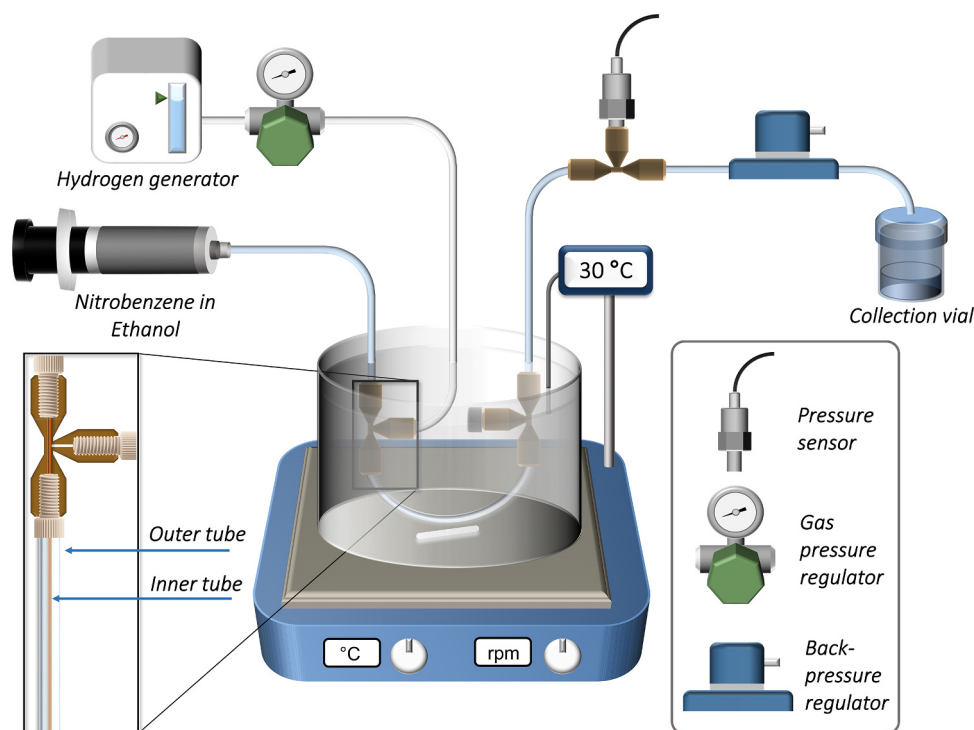 Hydrogen generator
Nitrobenzene in
Ethanol
30 °C
Collection vial
Outer tube
Inner tube
°C
rpm
Pressure
sensor
Gas
pressure
regulator
Back-
pressure
regulator